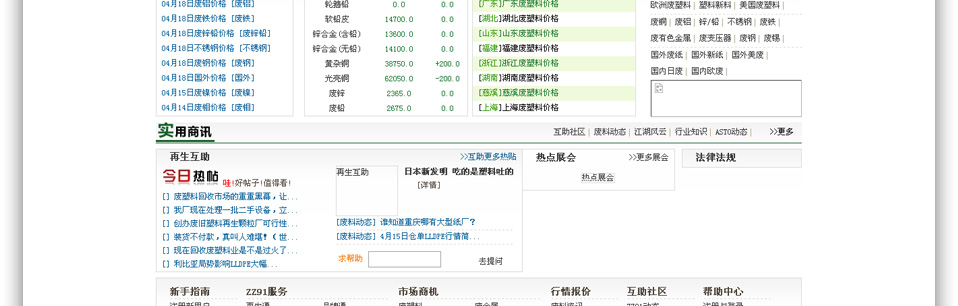 04月18日废铝价格 [废铝]
04月18日废铁价格 [废铁]
04月18日废锌铅价格 [废锌铅]
04月18日不锈钢价格 [不锈钢]
04月18日废铜价格 [废铜]
04月18日国外价格 [国外]
04月15日废镍价格 [废镍]
04月14日废钼价格 [废钼]
轮毂铅 0.0 0.0
软铅皮 14700.0 0.0
锌合金(含铅) 13600.0 0.0
锌合金(无铅) 14100.0 0.0
黄杂铜 38750.0 +200.0
光亮铜 62050.0 -200.0
废锌 2365.0 0.0
废铅 2675.0 0.0
[广东]广东废塑料价格
[湖北]湖北废塑料价格
[山东]山东废塑料价格
[福建]福建废塑料价格
[浙江]浙江废塑料价格
[湖南]湖南废塑料价格
[慈溪]慈溪废塑料价格
[上海]上海废塑料价格
欧洲废塑料 | 塑料新料 | 美国废塑料 |
废铜 | 废铝 | 锌/铅 | 不锈钢 | 废铁 |
废有色金属 | 废变压器 | 废钢 | 废锡 |
国外废纸 | 国外新纸 | 国外美废 |
国内日废 | 国内欧废 |
实用商讯
互助社区 | 废料动态 | 江湖风云 | 行业知识 | ASTO动态 | >>更多
再生互助 >>互助更多热贴
今日热帖 哇!好帖子!值得看!
[] 废塑料回收市场的重重黑幕，让...
[] 我厂现在处理一批二手设备，立...
[] 创办废旧塑料再生颗粒厂可行性...
[] 装货不付款，真叫人难堪！（世...
[] 现在回收废塑料业是不是过火了...
[] 利比亚局势影响LLDPE大幅...
再生互助
日本新发明 吃的是塑料吐的
[详情]
[废料动态] 谁知道重庆哪有大型纸厂?
[废料动态] 4月15日仓单LLDPE行情简...
求帮助 去提问
热点展会 >>更多展会
热点展会
法律法规
新手指南 ZZ91服务 市场商机 行情报价 互助社区 帮助中心